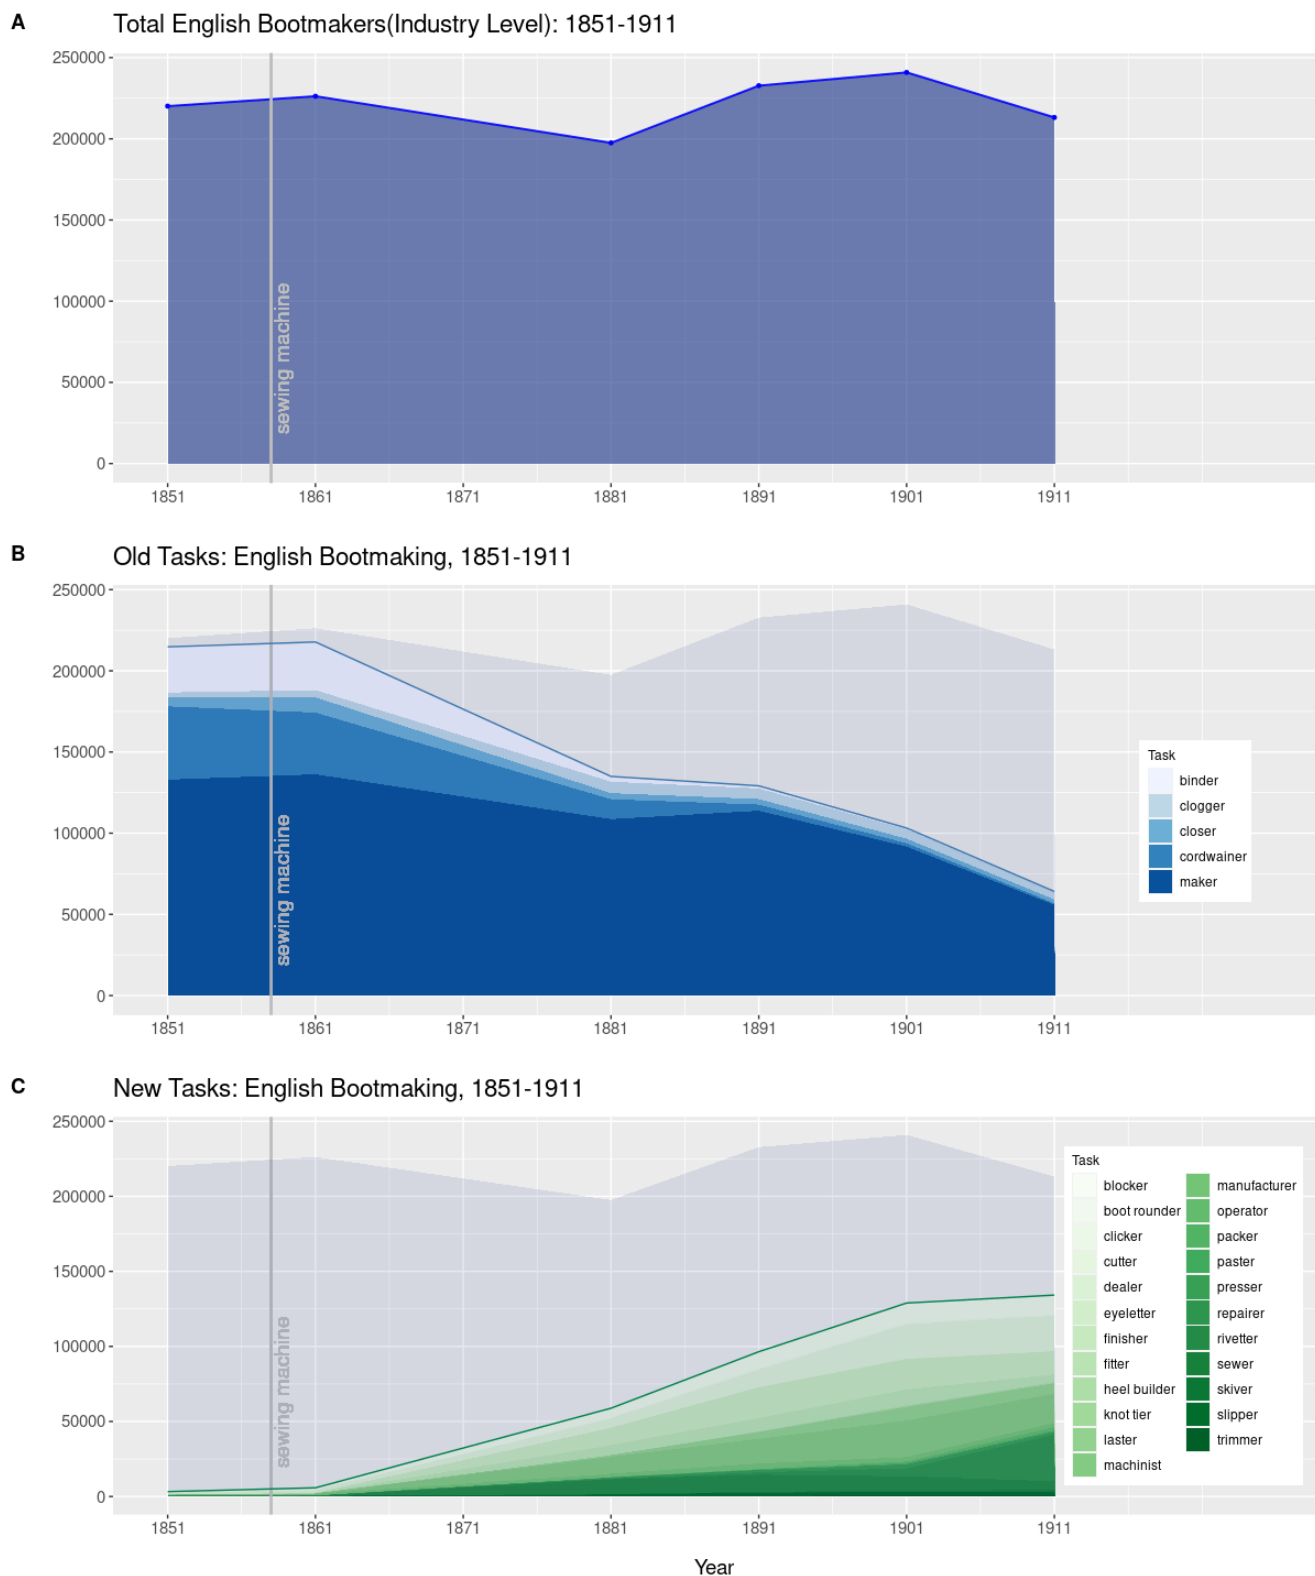 A
Total English Bootmakers(Industry Level): 1851-1911
250000
200000
150000
100000
50000
0
sewing machine
1851 1861 1871 1881 1891 1901 1911
B
Old Tasks: English Bootmaking, 1851-1911
250000
200000
150000
100000
50000
0
sewing machine
Task
binder
clogger
closer
cordwainer
maker
1851 1861 1871 1881 1891 1901 1911
C
New Tasks: English Bootmaking, 1851-1911
250000
200000
150000
100000
50000
0
sewing machine
Task
blocker
boot rounder
clicker
cutter
dealer
eyeletter
finisher
fitter
heel builder
knot tier
laster
machinist
manufacturer
operator
packer
paster
presser
repairer
rivetter
sewer
skiver
slipper
trimmer
1851 1861 1871 1881 1891 1901 1911
Year